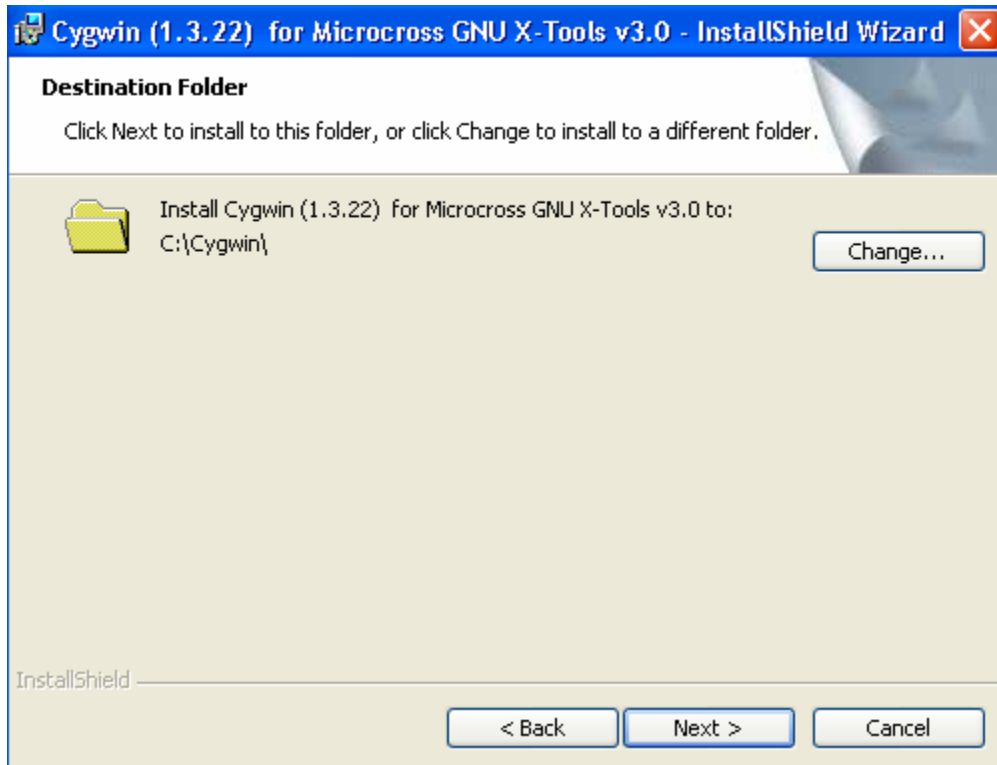 Cygwin (1.3.22)  for Microcross GNU X-Tools v3.0 - InstallShield Wizard
Destination Folder
Click Next to install to this folder, or click Change to install to a different folder.
Install Cygwin (1.3.22)  for Microcross GNU X-Tools v3.0 to:
C:\Cygwin\
Change...
InstallShield
< Back
Next >
Cancel